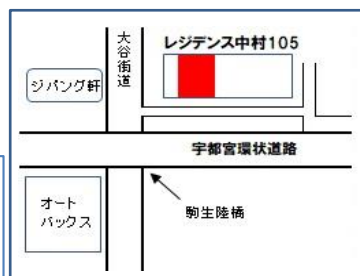 大谷街道
レジデンス中村105
ジパング軒
宇都宮環状道路
オート
バックス
駒生陸橋